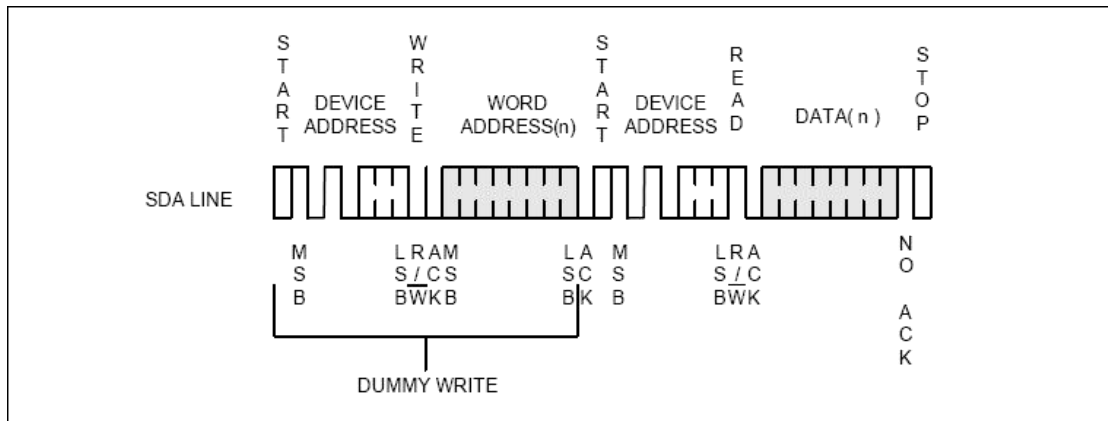 START
DEVICE ADDRESS
WRITE
WORD ADDRESS(n)
START
DEVICE ADDRESS
READ
DATA( n )
STOP
SDA LINE
MSB
LSB
R/W
ACK
MSB
LSB
ACK
MSB
LSB
R/W
ACK
NO ACK
DUMMY WRITE